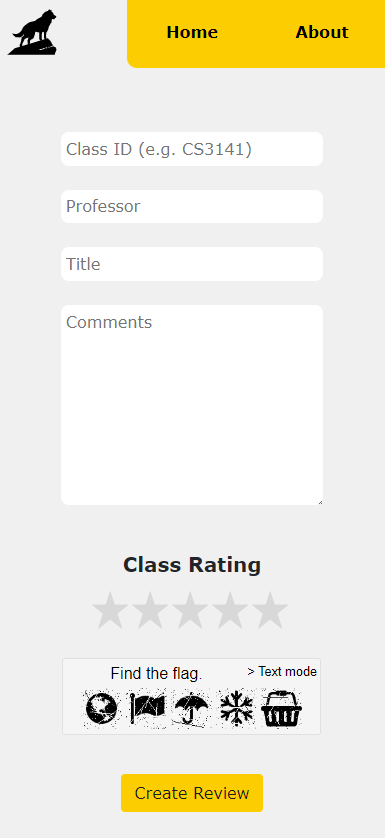 Home About
Class ID (e.g. CS3141)
Professor
Title
Comments
Class Rating
Find the flag. > Text mode
Create Review